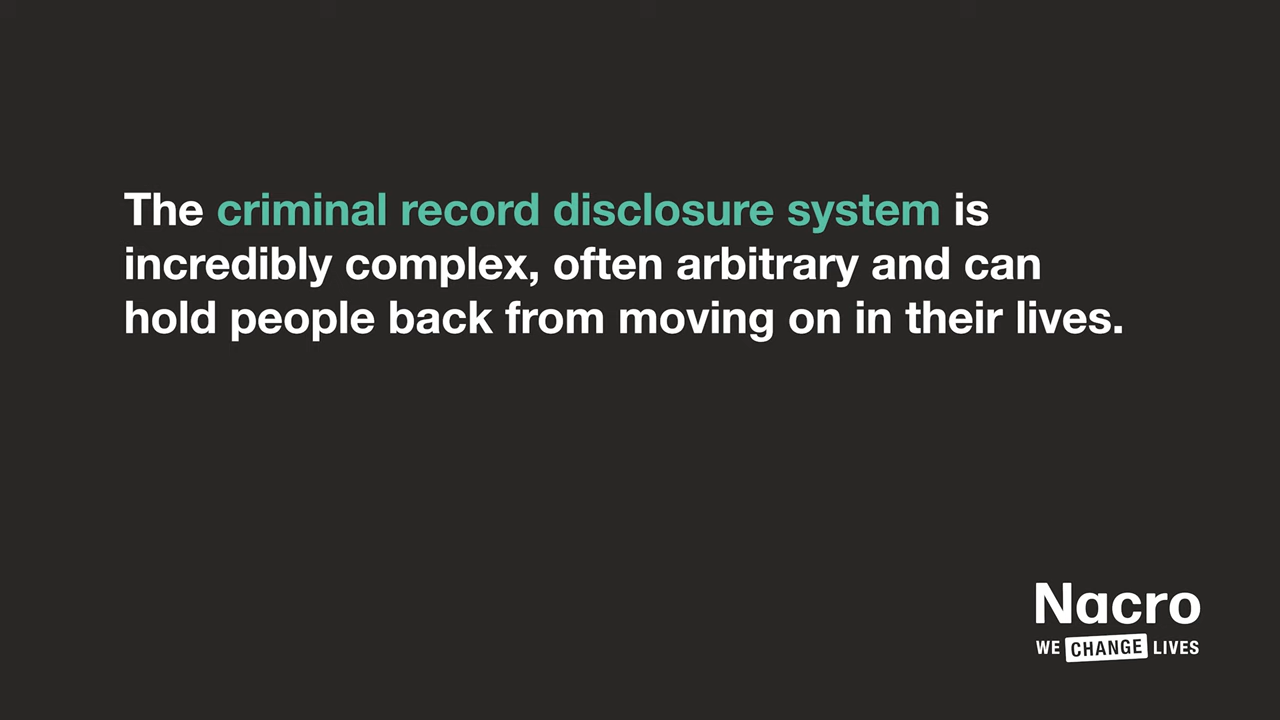 The criminal record disclosure system is
incredibly complex, often arbitrary and can
hold people back from moving on in their lives.
Nacro
WE CHANGE LIVES